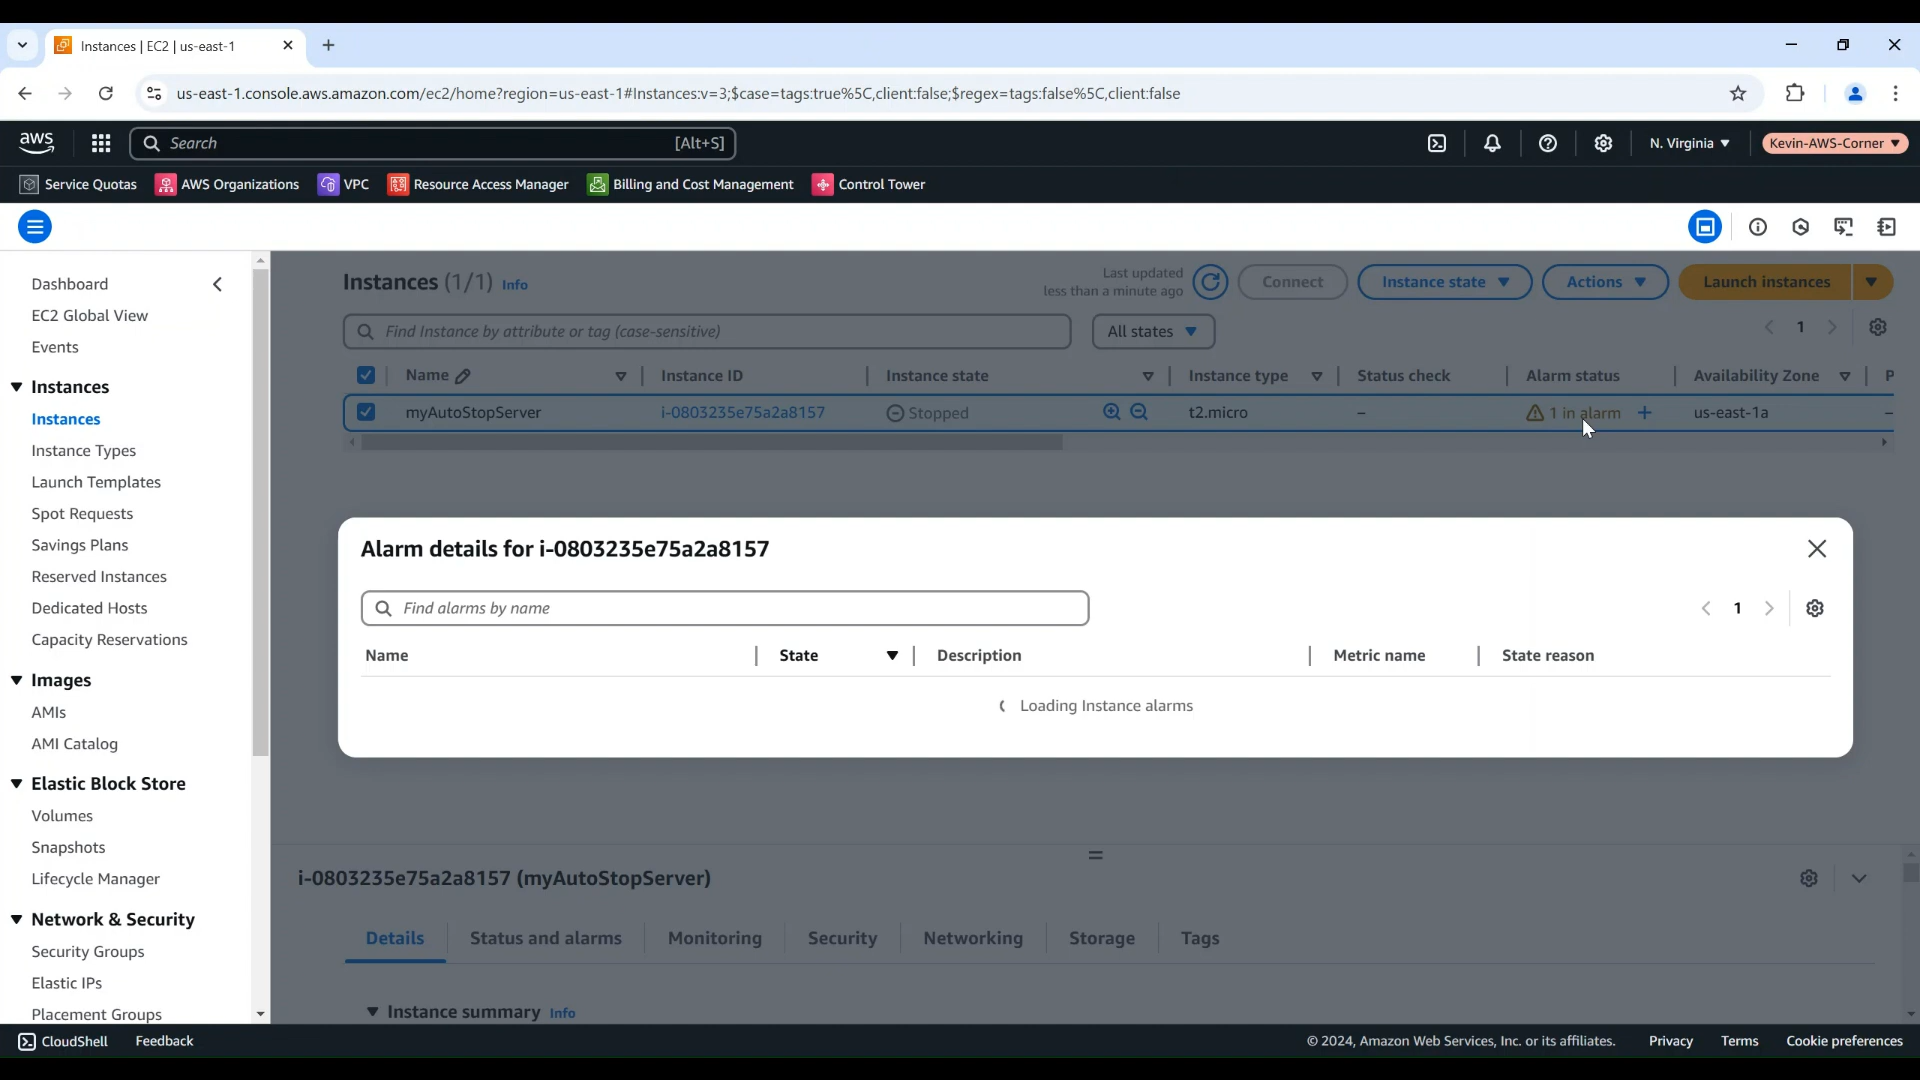 Instances | EC2 | us-east-1
us-east-1.console.aws.amazon.com/ec2/home?region=us-east-1#Instances:v=3;$case=tags:true%5C,client:false;$regex=tags:false%5C,client:false
aws Search [Alt+S] N. Virginia Kevin-AWS-Corner
Service Quotas AWS Organizations VPC Resource Access Manager Billing and Cost Management Control Tower
Dashboard
EC2 Global View
Events
Instances
Instances
Instance Types
Launch Templates
Spot Requests
Savings Plans
Reserved Instances
Dedicated Hosts
Capacity Reservations
Images
AMIs
AMI Catalog
Elastic Block Store
Volumes
Snapshots
Lifecycle Manager
Network & Security
Security Groups
Elastic IPs
Placement Groups
Instances (1/1) Info
Last updated
less than a minute ago
Connect Instance state Actions Launch instances
Find Instance by attribute or tag (case-sensitive) All states 1
Name Instance ID Instance state Instance type Status check Alarm status Availability Zone P
myAutoStopServer i-0803235e75a2a8157 Stopped t2.micro – 1 in alarm + us-east-1a –
Alarm details for i-0803235e75a2a8157
Find alarms by name 1
Name State Description Metric name State reason
Loading Instance alarms
i-0803235e75a2a8157 (myAutoStopServer)
Details Status and alarms Monitoring Security Networking Storage Tags
Instance summary Info
CloudShell Feedback © 2024, Amazon Web Services, Inc. or its affiliates. Privacy Terms Cookie preferences